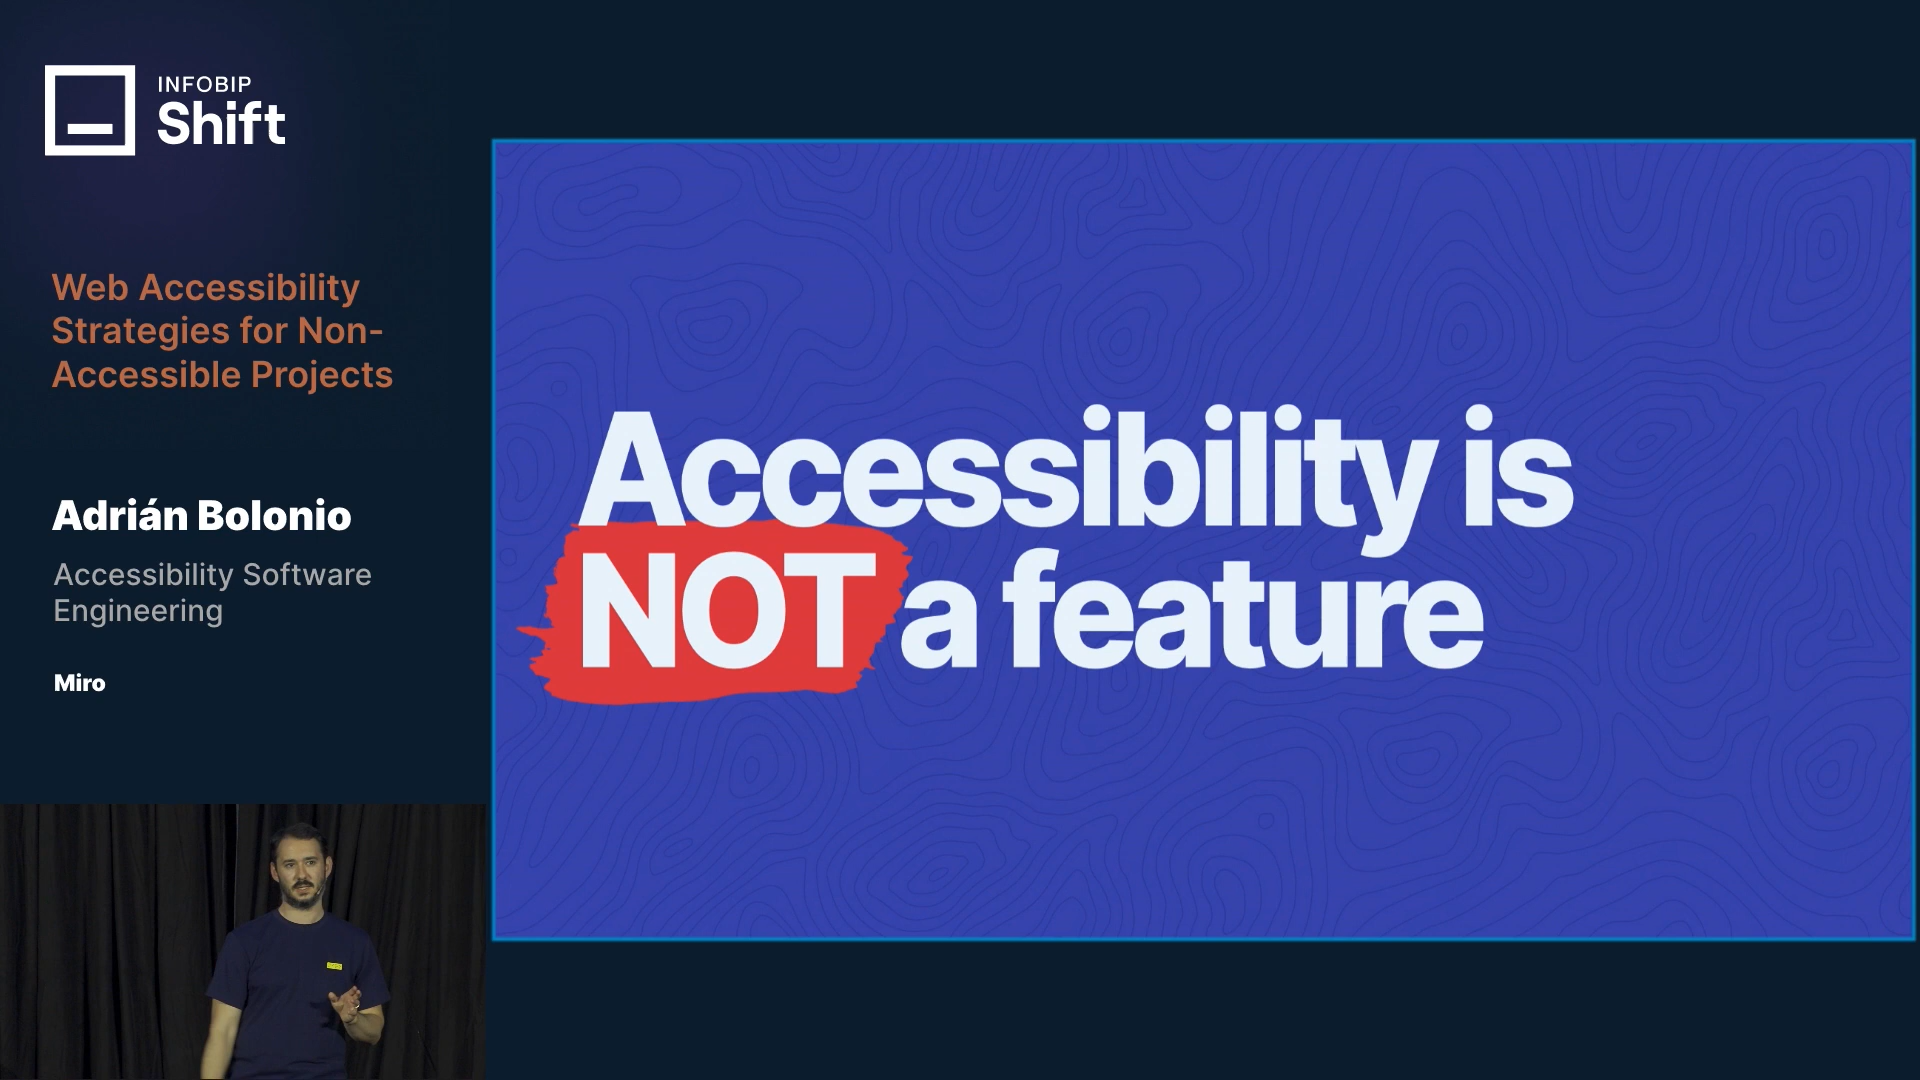 INFOBIP
Shift
Web Accessibility
Strategies for Non-
Accessible Projects
Adrián Bolonio
Accessibility Software
Engineering
Miro
Accessibility is
NOT a feature